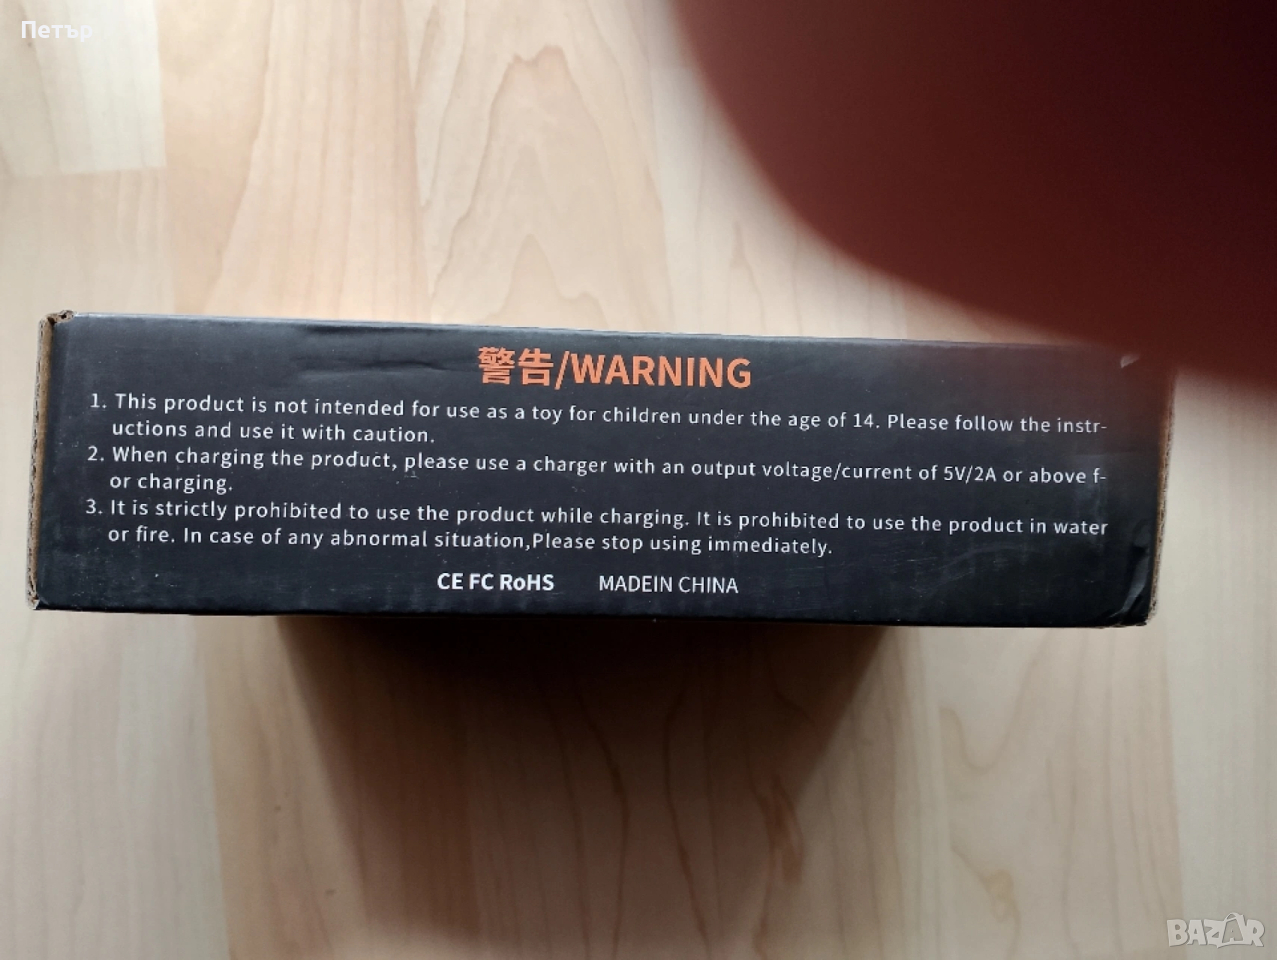 Петър
警告/WARNING
1. This product is not intended for use as a toy for children under the age of 14. Please follow the instr-
uctions and use it with caution.
2. When charging the product, please use a charger with an output voltage/current of 5V/2A or above f-
or charging.
3. It is strictly prohibited to use the product while charging. It is prohibited to use the product in water
or fire. In case of any abnormal situation,Please stop using immediately.
CE FC RoHS MADEIN CHINA
BAZAR